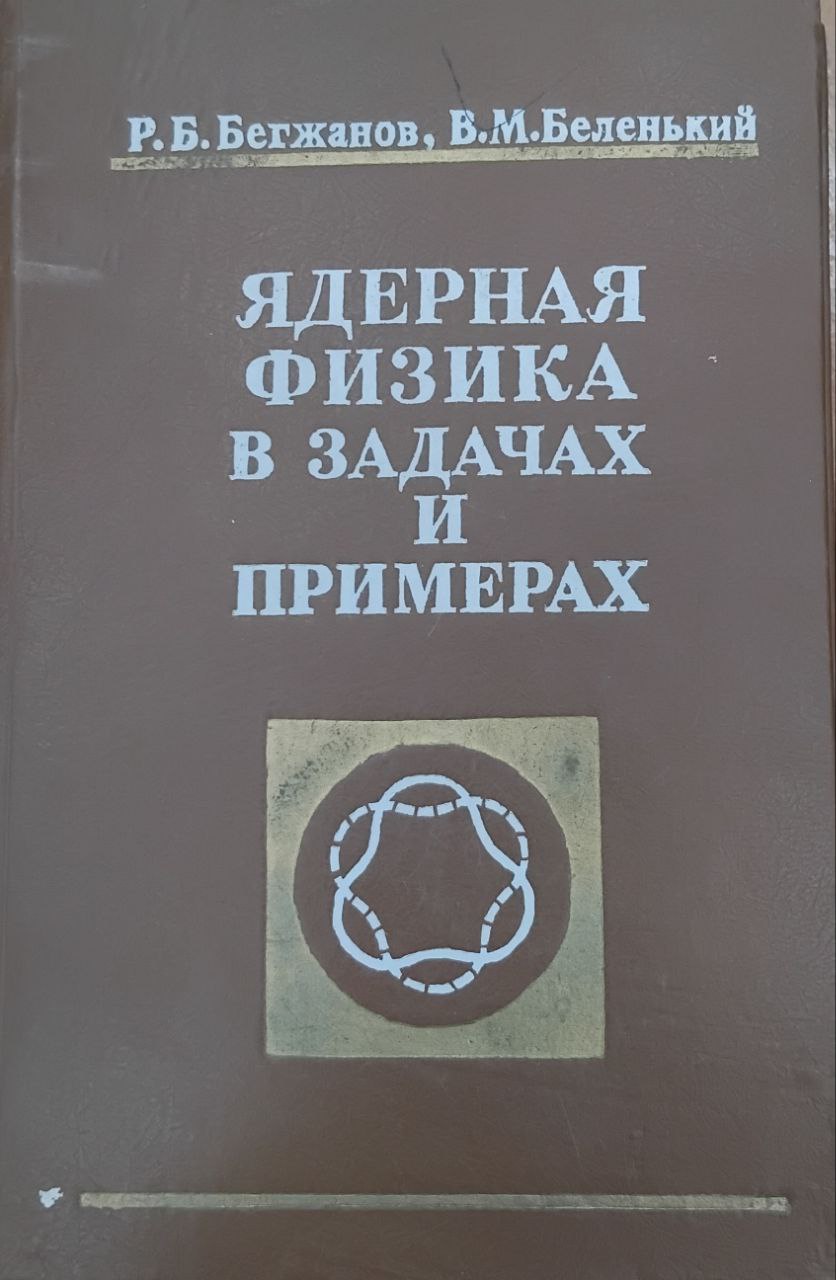 Р.Б.Бегжанов, В.М.Беленький
ЯДЕРНАЯ
ФИЗИКА
В ЗАДАЧАХ
И
ПРИМЕРАХ